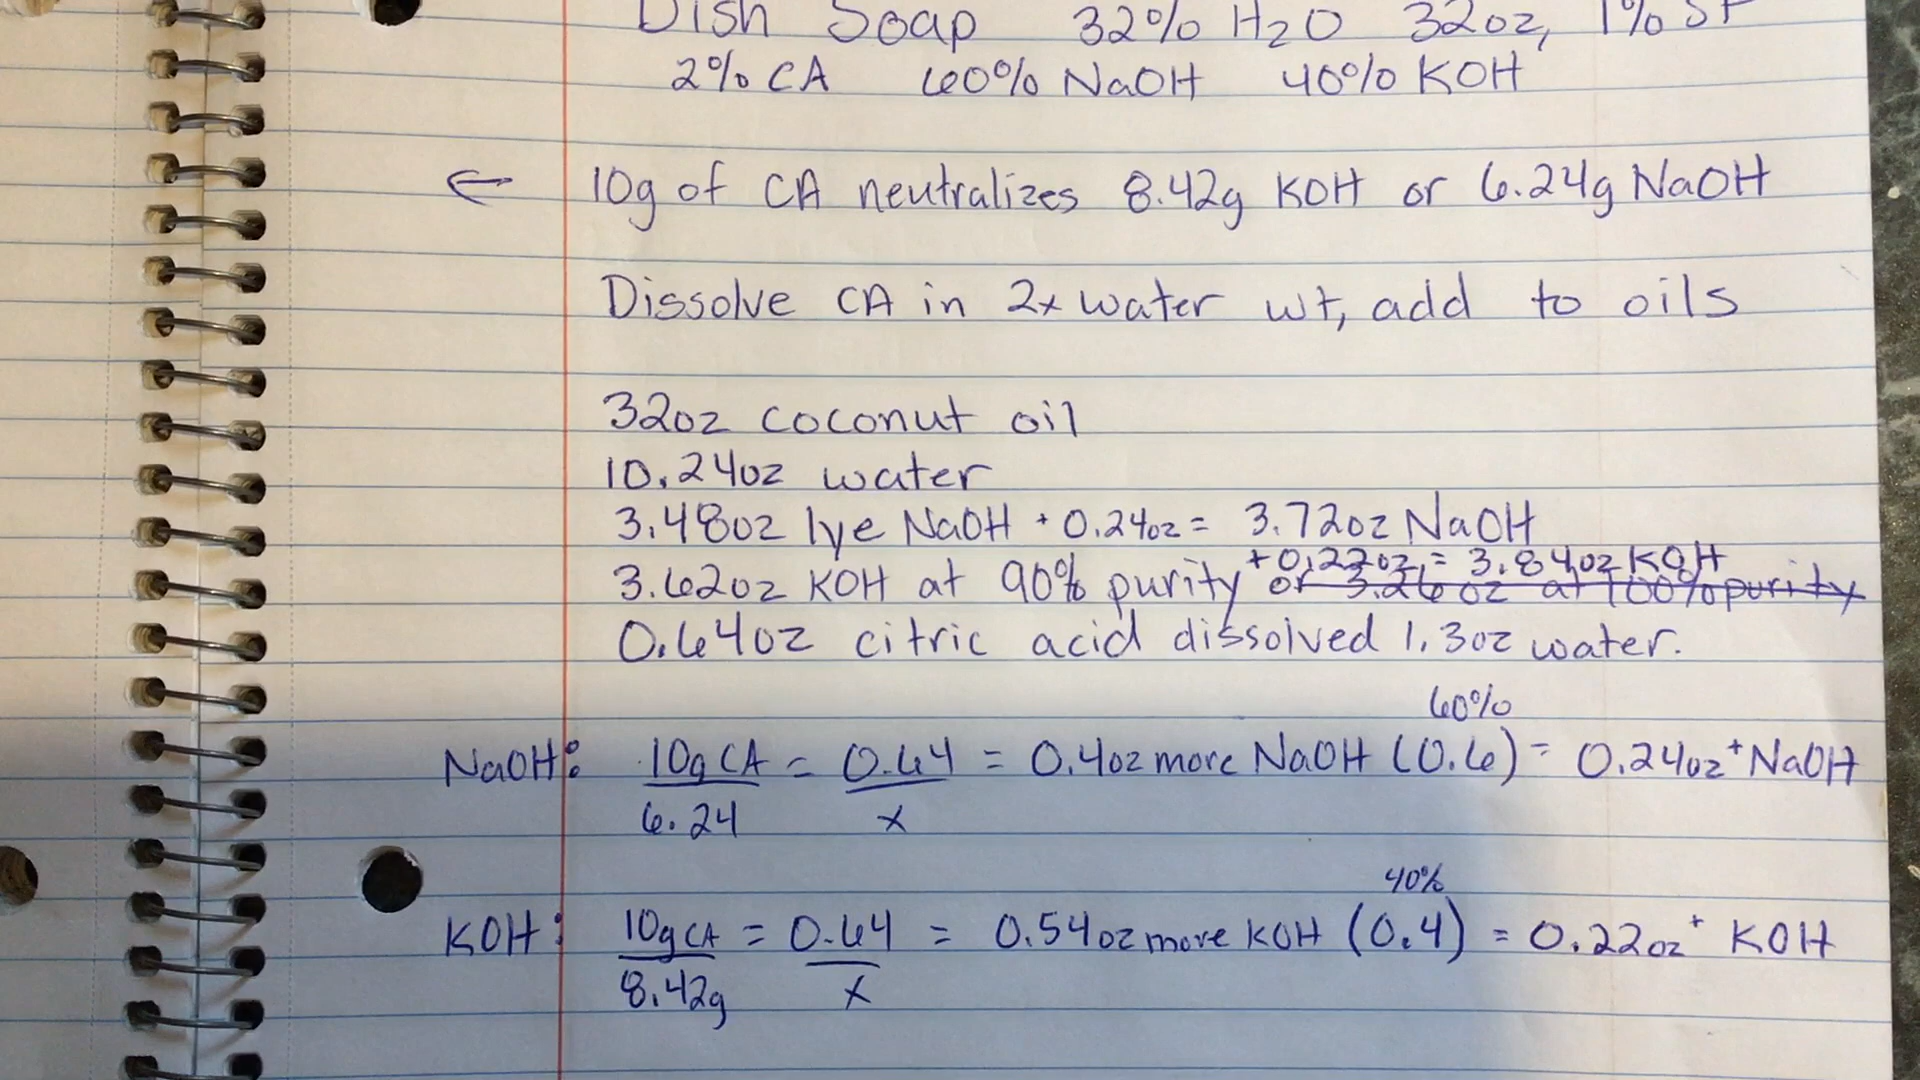 Dish Soap 32% H2O 32oz, 1% SF
2% CA 60% NaOH 40% KOH
← 10g of CA neutralizes 8.42g KOH or 6.24g NaOH
Dissolve CA in 2x water wt, add to oils
32oz coconut oil
10.24oz water
3.48oz lye NaOH + 0.24oz = 3.72oz NaOH
+0.22oz = 3.84oz KOH
3.62oz KOH at 90% purity or 3.26oz at 100% purity
0.64oz citric acid dissolved 1.3oz water.
60%
NaOH: 10g CA = 0.64 = 0.4oz more NaOH (0.6) = 0.24oz + NaOH
6.24 x
40%
KOH: 10g CA = 0.64 = 0.54oz more KOH (0.4) = 0.22oz + KOH
8.42g x